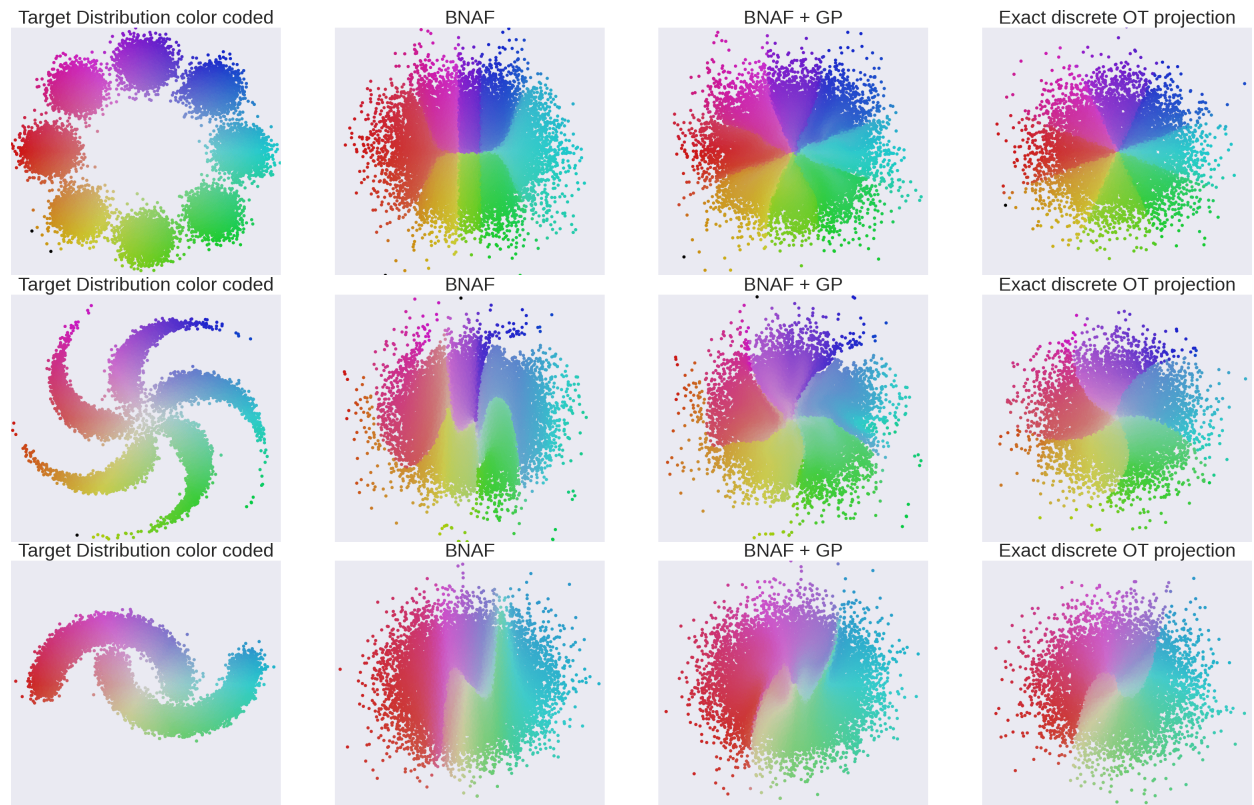 Target Distribution color coded
BNAF
BNAF + GP
Exact discrete OT projection
Target Distribution color coded
BNAF
BNAF + GP
Exact discrete OT projection
Target Distribution color coded
BNAF
BNAF + GP
Exact discrete OT projection